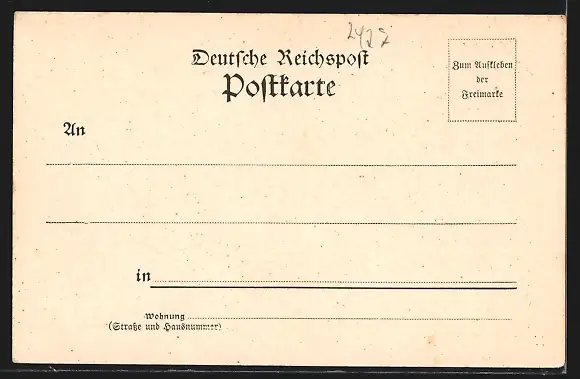 2427
Deutsche Reichspost
Postkarte
Zum Aufkleben
der
Freimarke
An
in
Wohnung
(Straße und Hausnummer)